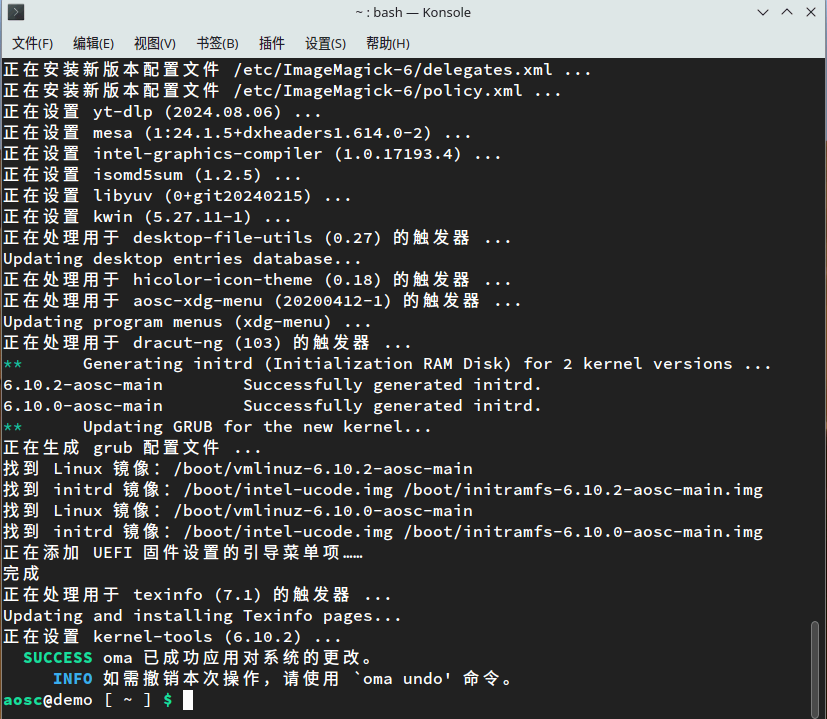 ~ : bash — Konsole
文件(F) 编辑(E) 视图(V) 书签(B) 插件 设置(S) 帮助(H)
正在安装新版本配置文件 /etc/ImageMagick-6/delegates.xml ...
正在安装新版本配置文件 /etc/ImageMagick-6/policy.xml ...
正在设置 yt-dlp (2024.08.06) ...
正在设置 mesa (1:24.1.5+dxheaders1.614.0-2) ...
正在设置 intel-graphics-compiler (1.0.17193.4) ...
正在设置 isomd5sum (1.2.5) ...
正在设置 libyuv (0+git20240215) ...
正在设置 kwin (5.27.11-1) ...
正在处理用于 desktop-file-utils (0.27) 的触发器 ...
Updating desktop entries database...
正在处理用于 hicolor-icon-theme (0.18) 的触发器 ...
正在处理用于 aosc-xdg-menu (20200412-1) 的触发器 ...
Updating program menus (xdg-menu) ...
正在处理用于 dracut-ng (103) 的触发器 ...
** Generating initrd (Initialization RAM Disk) for 2 kernel versions ...
6.10.2-aosc-main Successfully generated initrd.
6.10.0-aosc-main Successfully generated initrd.
** Updating GRUB for the new kernel...
正在生成 grub 配置文件 ...
找到 Linux 镜像：/boot/vmlinuz-6.10.2-aosc-main
找到 initrd 镜像：/boot/intel-ucode.img /boot/initramfs-6.10.2-aosc-main.img
找到 Linux 镜像：/boot/vmlinuz-6.10.0-aosc-main
找到 initrd 镜像：/boot/intel-ucode.img /boot/initramfs-6.10.0-aosc-main.img
正在添加 UEFI 固件设置的引导菜单项……
完成
正在处理用于 texinfo (7.1) 的触发器 ...
Updating and installing Texinfo pages...
正在设置 kernel-tools (6.10.2) ...
SUCCESS oma 已成功应用对系统的更改。
INFO 如需撤销本次操作，请使用 `oma undo' 命令。
aosc@demo [ ~ ] $